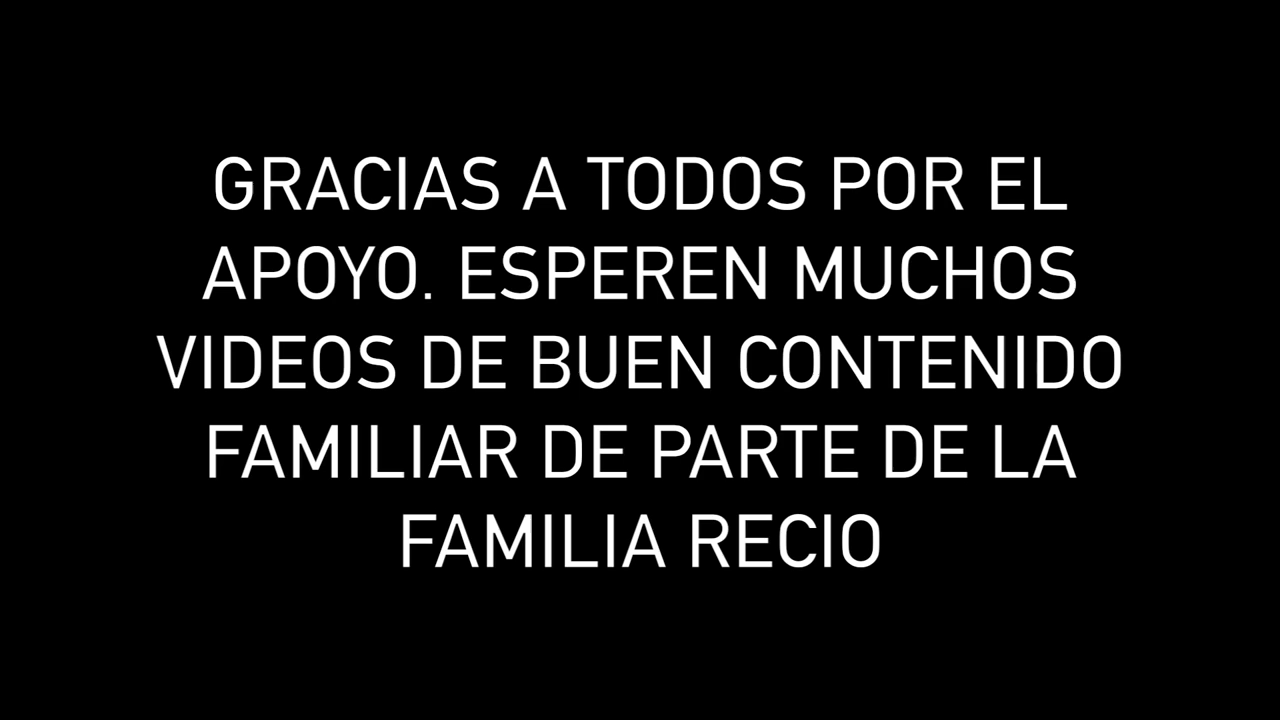 GRACIAS A TODOS POR EL
APOYO. ESPEREN MUCHOS
VIDEOS DE BUEN CONTENIDO
FAMILIAR DE PARTE DE LA
FAMILIA RECIO